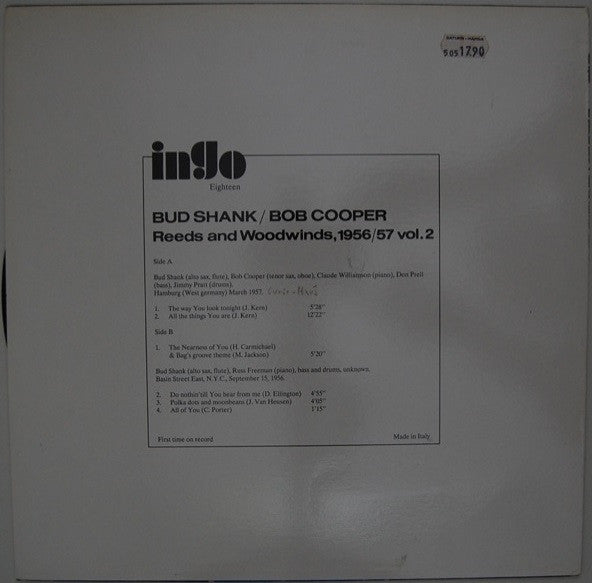 SATURN-HANSA
5051790
ingo
Eighteen
BUD SHANK / BOB COOPER
Reeds and Woodwinds, 1956/57 vol. 2
Side A
Bud Shank (alto sax, flute), Bob Cooper (tenor sax, oboe), Claude Williamson (piano), Don Prell
(bass), Jimmy Pratt (drums).
Hamburg (West germany) March 1957.
1. The way You look tonight (J. Kern) 5'28"
2. All the things You are (J. Kern) 12'22"
Side B
1. The Nearness of You (H. Carmichael)
& Bag's groove theme (M. Jackson) 5'20"
Bud Shank (alto sax, flute), Russ Freeman (piano), bass and drums, unknown.
Basin Street East, N.Y.C., September 15, 1956.
2. Do nothin'till You hear from me (D. Ellington) 4'55"
3. Polka dots and moonbeams (J. Van Heusen) 4'05"
4. All of You (C. Porter) 1'15"
First time on record Made in Italy